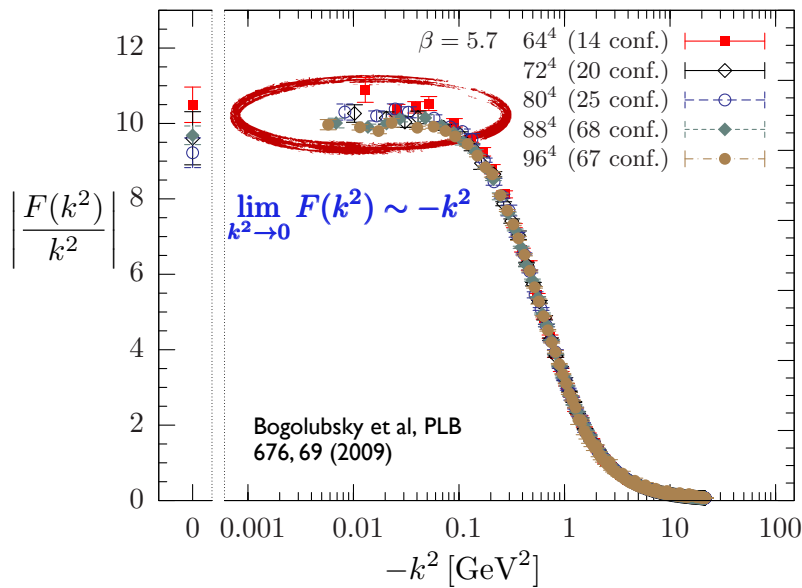 β = 5.7
64⁴ (14 conf.)
72⁴ (20 conf.)
80⁴ (25 conf.)
88⁴ (68 conf.)
96⁴ (67 conf.)
12
10
8
6
4
2
0
|F(k²)/k²|
lim k²→0 F(k²) ∼ −k²
Bogolubsky et al, PLB
676, 69 (2009)
0 0.001 0.01 0.1 1 10 100
−k² [GeV²]